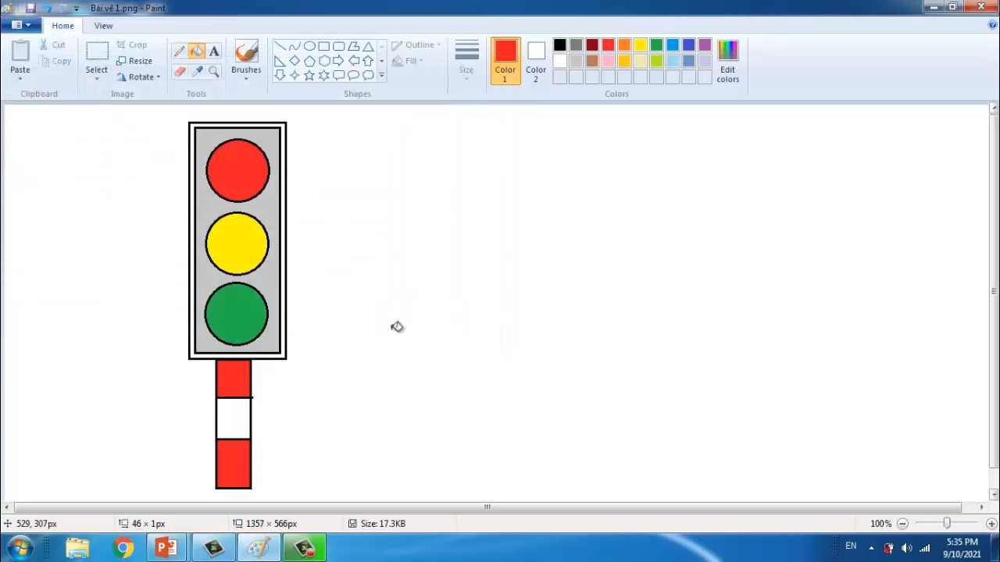 Bài vẽ 1.png - Paint
Home View
Paste
Cut
Copy
Clipboard
Select
Crop
Resize
Rotate
Image
A
Tools
Brushes
Outline
Fill
Shapes
Size
Color 1
Color 2
Colors
Edit colors
529, 307px
46 × 1px
1357 × 566px
Size: 17.3KB
100%
EN
5:35 PM
9/10/2021